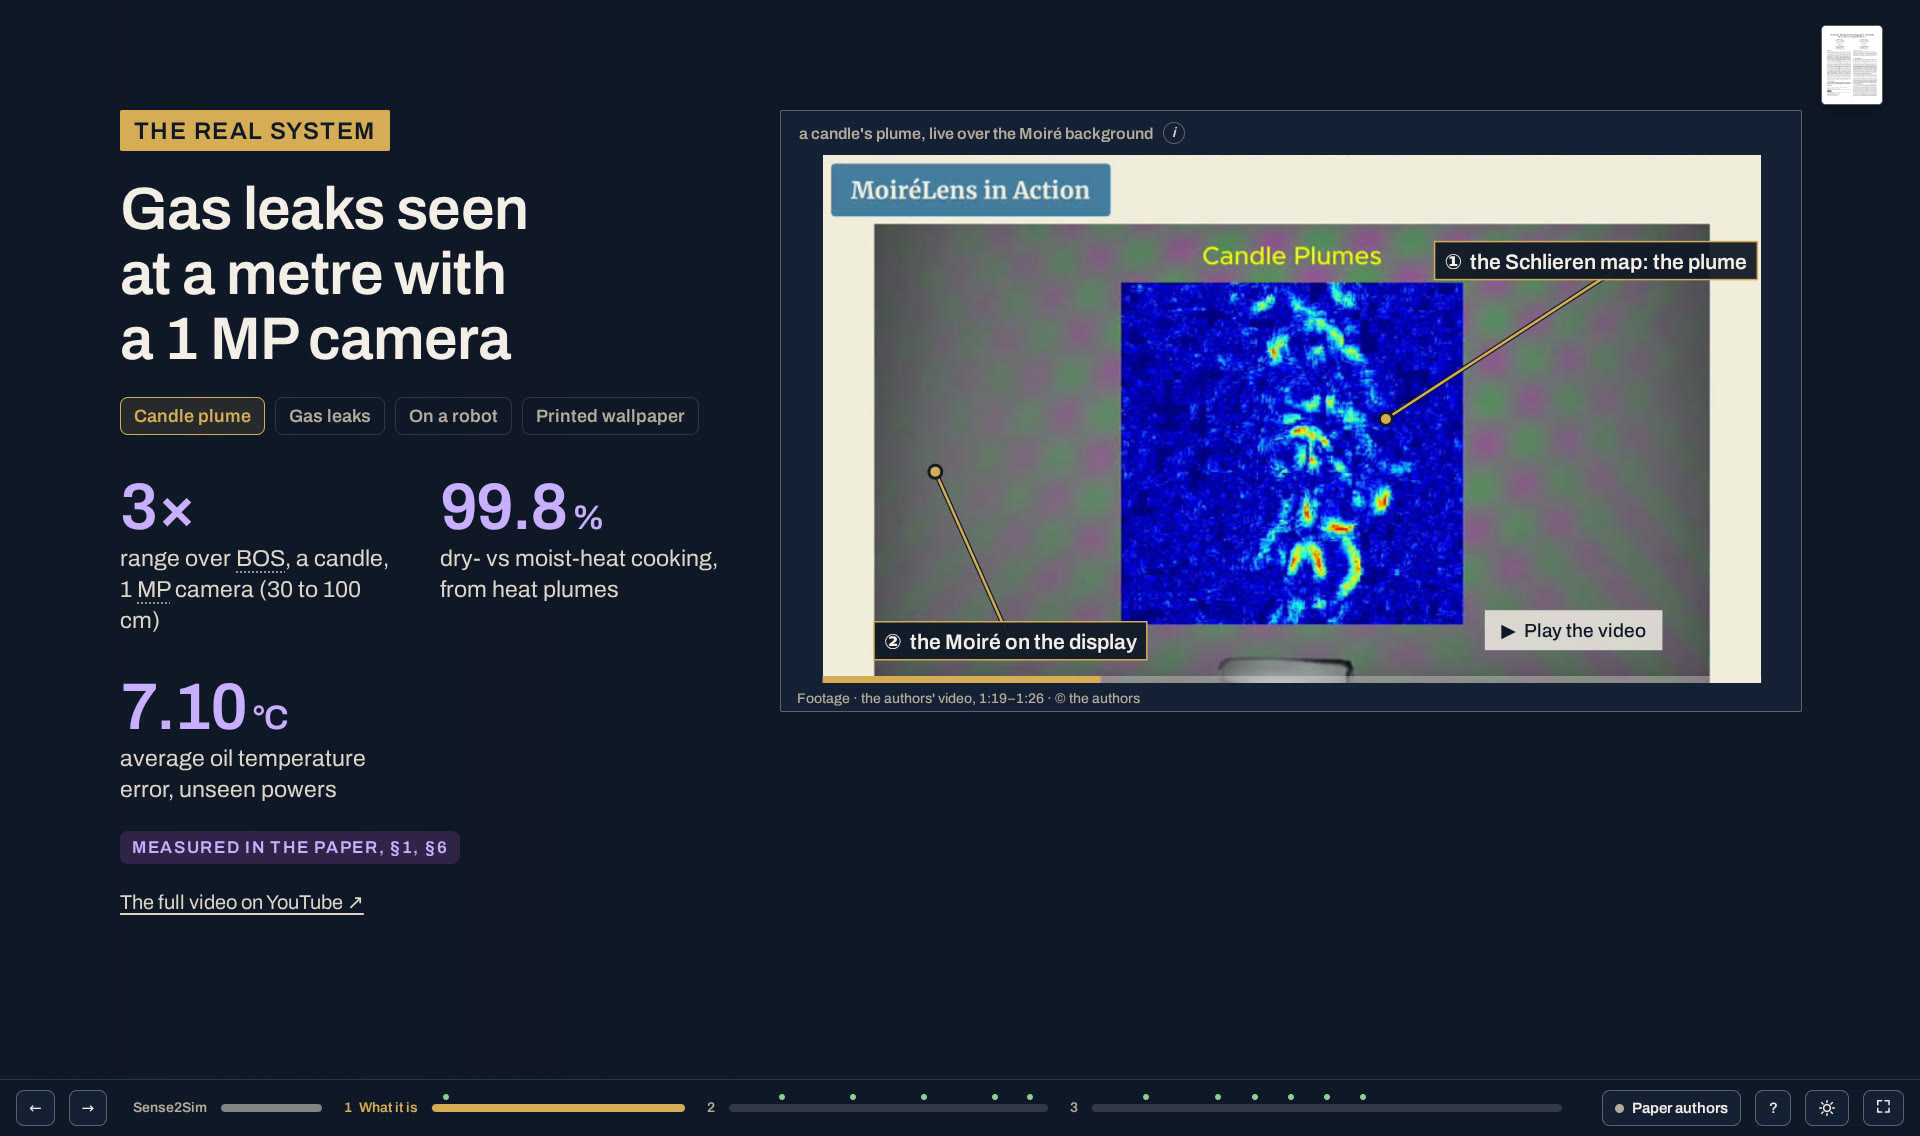 THE REAL SYSTEM
Gas leaks seen
at a metre with
a 1 MP camera
Candle plume
Gas leaks
On a robot
Printed wallpaper
3×
range over BOS, a candle,
1 MP camera (30 to 100
cm)
99.8 %
dry- vs moist-heat cooking,
from heat plumes
7.10 °C
average oil temperature
error, unseen powers
MEASURED IN THE PAPER, §1, §6
The full video on YouTube ↗
a candle's plume, live over the Moiré background i
MoiréLens in Action
Candle Plumes
① the Schlieren map: the plume
② the Moiré on the display
▶ Play the video
Footage · the authors' video, 1:19–1:26 · © the authors
← → Sense2Sim 1 What it is 2 3 Paper authors ?